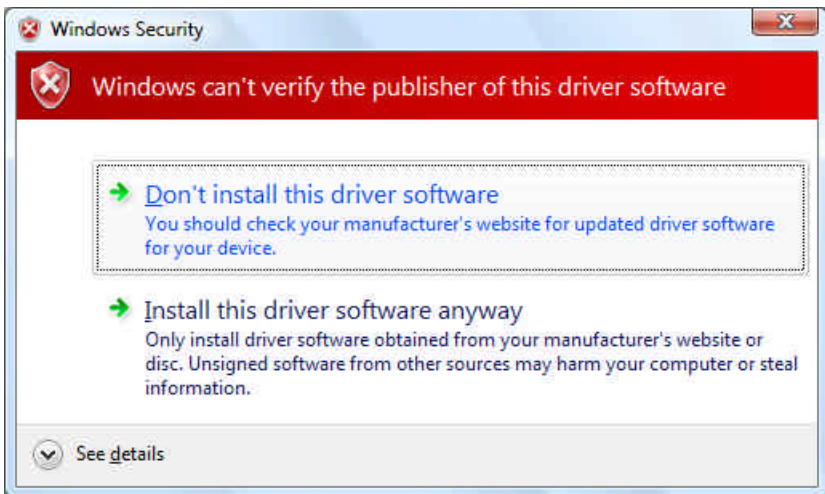 Windows Security
Windows can't verify the publisher of this driver software
Don't install this driver software
You should check your manufacturer's website for updated driver software
for your device.
Install this driver software anyway
Only install driver software obtained from your manufacturer's website or
disc. Unsigned software from other sources may harm your computer or steal
information.
See details